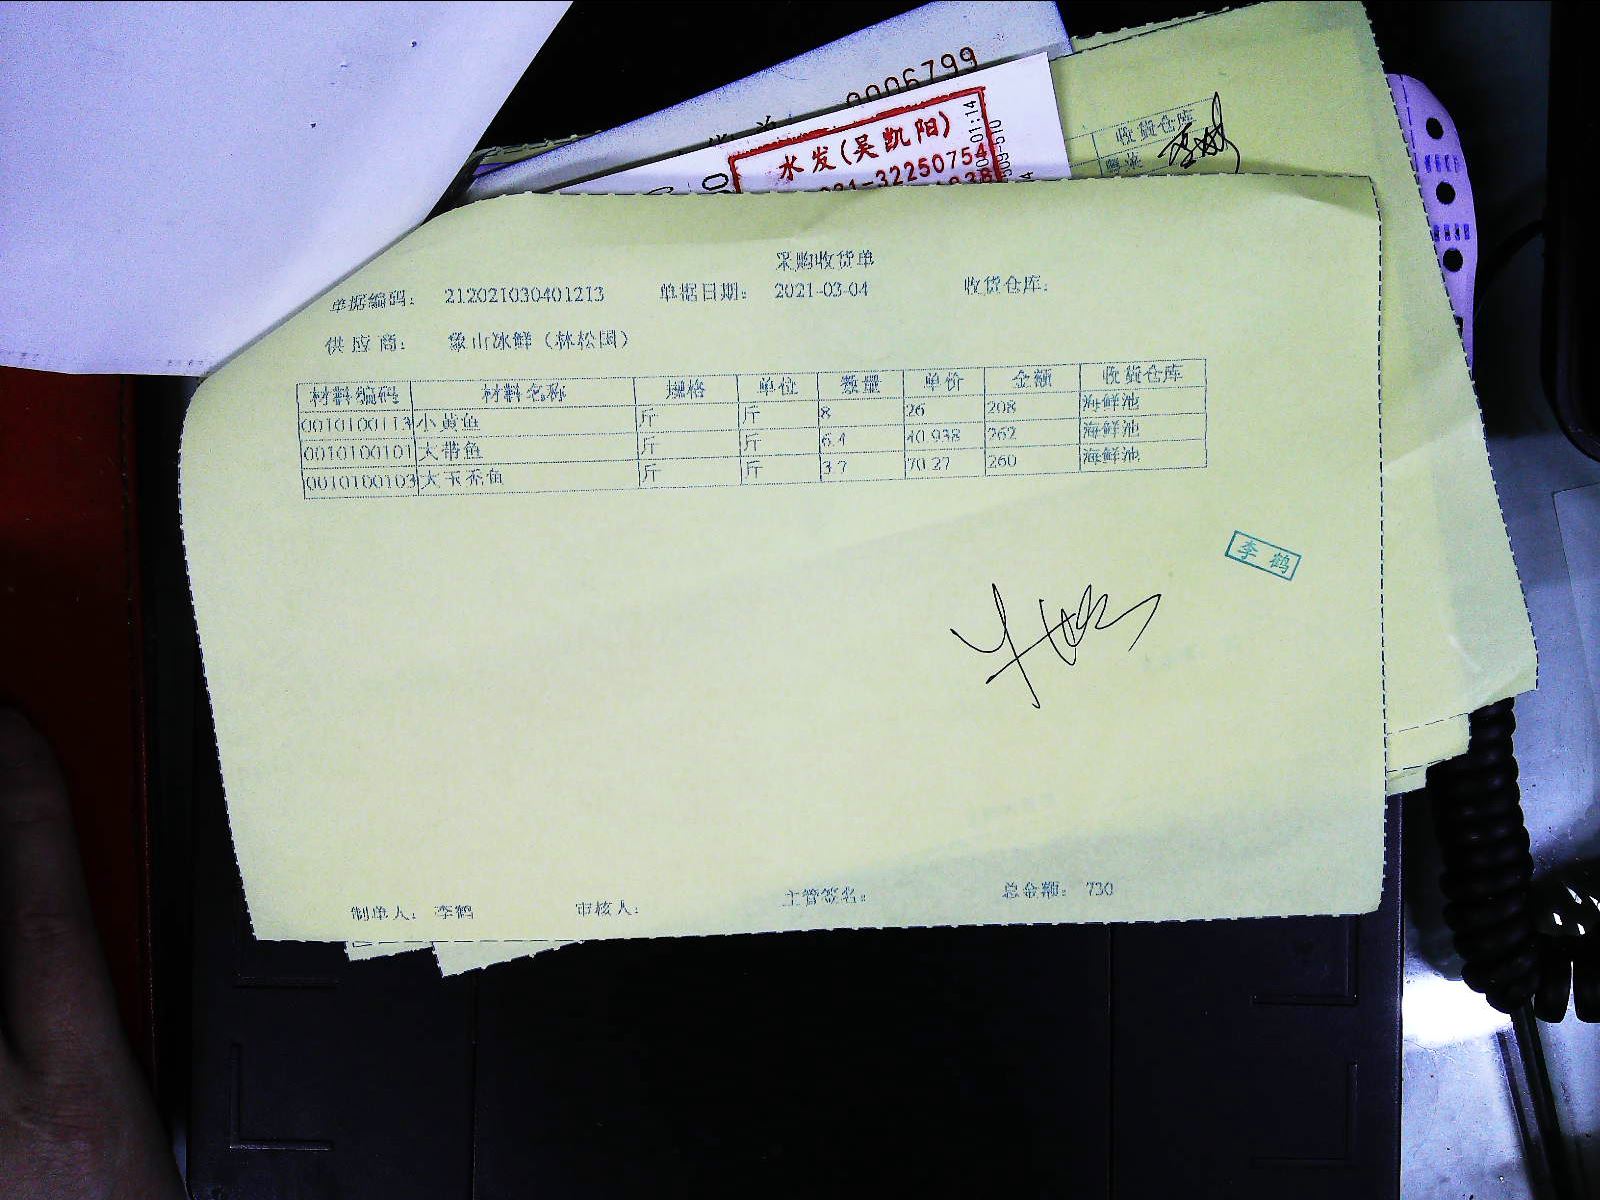 0006799
水发(吴凯阳)
021-32250754
01:14
收货仓库
采购收货单
单据编码： 212021030401213 单据日期： 2021-03-04 收货仓库：
供应商： 象山冰鲜（林松国）
材料编码 材料名称 规格 单位 数量 单价 金额 收货仓库
0010100113 小黄鱼 斤 斤 8 26 208 海鲜池
0010100101 大带鱼 斤 斤 6.4 40.938 262 海鲜池
0010100103 大玉秃鱼 斤 斤 3.7 70.27 260 海鲜池
李鹤
制单人： 李鹤 审核人： 主管签名： 总金额： 730